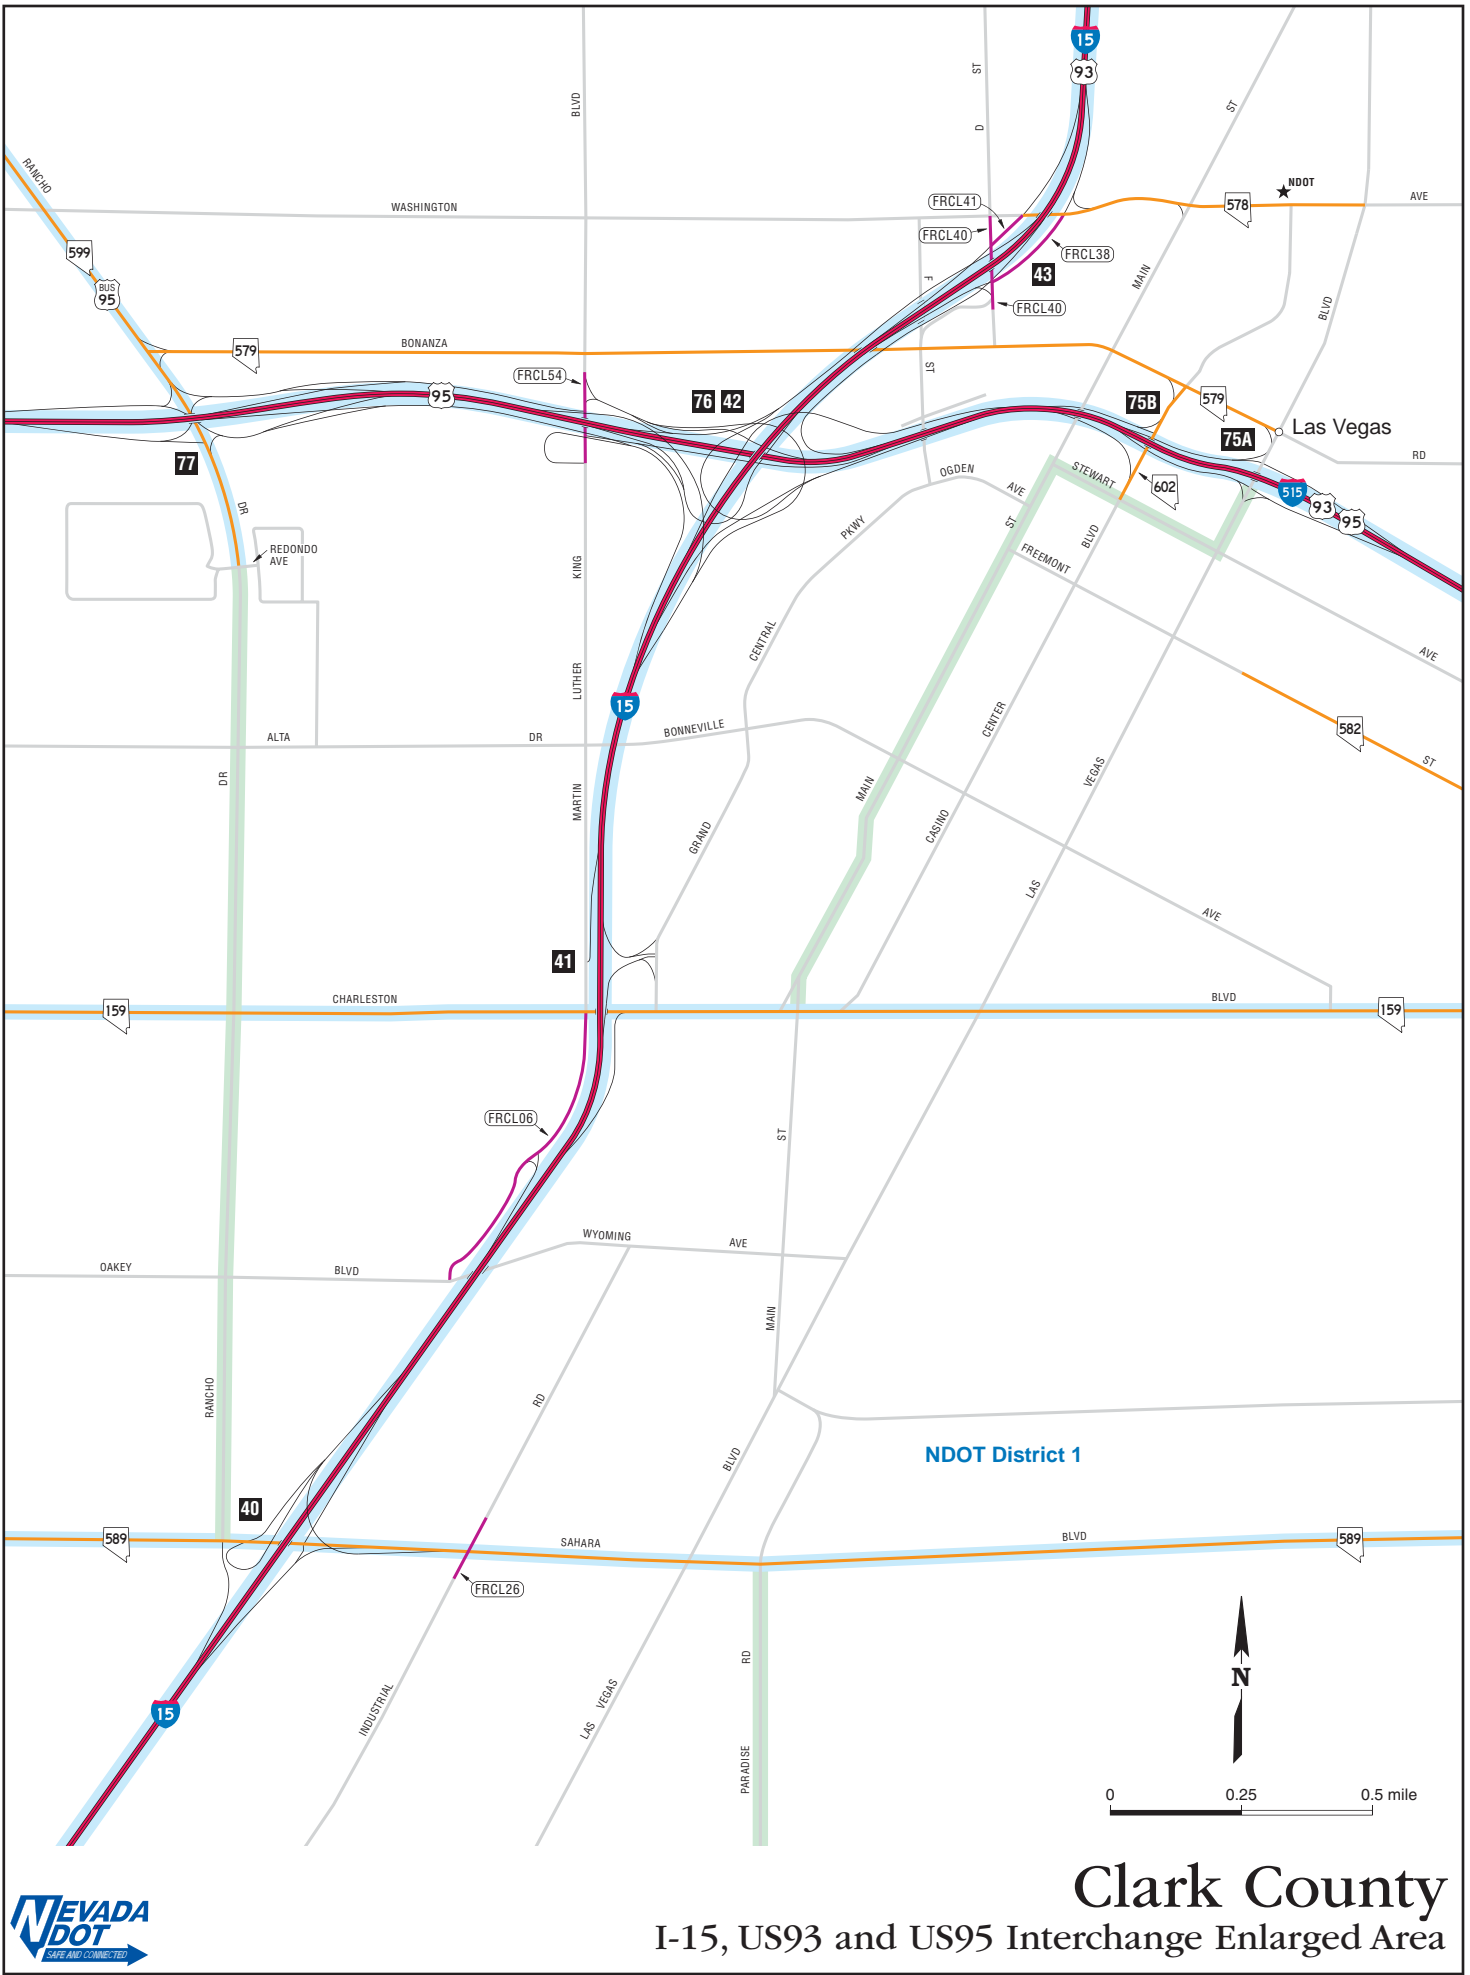 15
93
ST
BLVD
ST
D
RANCHO
NDOT
FRCL41
578
AVE
WASHINGTON
FRCL40
599
FRCL38
43
MAIN
BUS
95
F
FRCL40
BLVD
579
BONANZA
ST
FRCL54
95
76 42
75B
579
75A
Las Vegas
77
OGDEN
STEWART
RD
AVE
602
515
93
95
DR
PKWY
ST
BLVD
REDONDO
AVE
KING
FREEMONT
CENTRAL
AVE
LUTHER
15
ALTA
DR
BONNEVILLE
CENTER
582
ST
DR
MARTIN
MAIN
VEGAS
GRAND
CASINO
LAS
AVE
41
CHARLESTON
BLVD
159
159
FRCL06
ST
WYOMING
AVE
OAKEY
BLVD
MAIN
RANCHO
RD
BLVD
NDOT District 1
40
589
SAHARA
BLVD
589
FRCL26
RD
N
15
INDUSTRIAL
LAS VEGAS
PARADISE
0 0.25 0.5 mile
Clark County
I-15, US93 and US95 Interchange Enlarged Area
NEVADA
DOT
SAFE AND CONNECTED